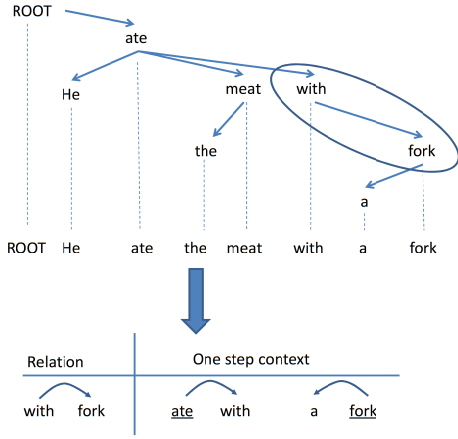 ROOT
ate
He meat with
the fork
a
ROOT He ate the meat with a fork
Relation One step context
with fork ate with a fork